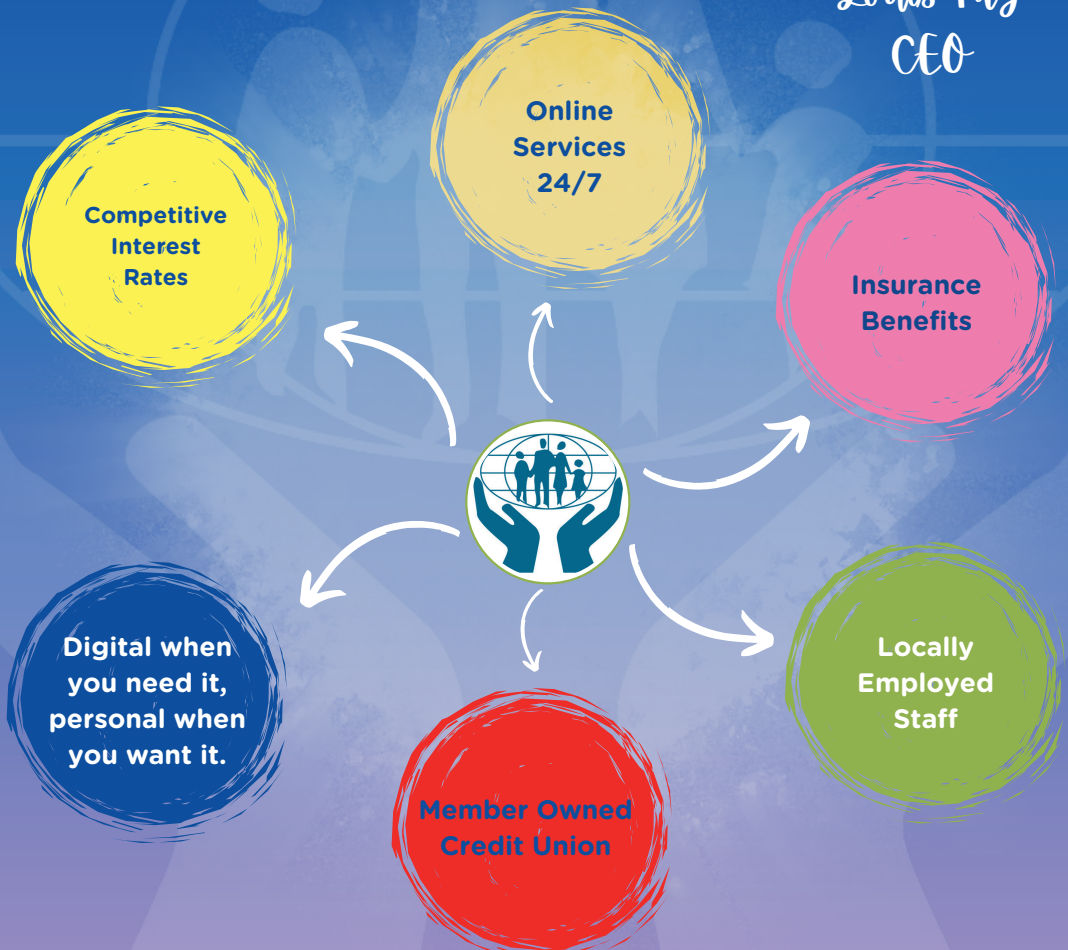 CEO
Online
Services
24/7
Competitive
Interest
Rates
Insurance
Benefits
Digital when
you need it,
personal when
you want it.
Locally
Employed
Staff
Member Owned
Credit Union